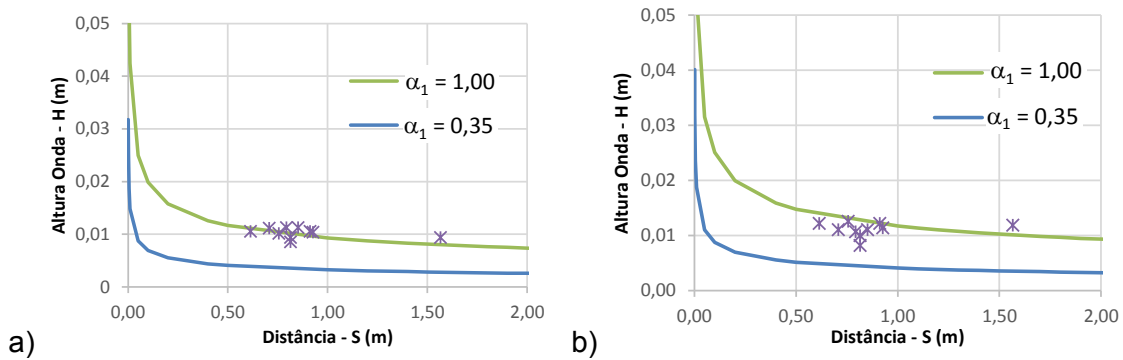 0,05
0,04
0,03
0,02
0,01
0
Altura Onda - H (m)
α1 = 1,00
α1 = 0,35
0,00 0,50 1,00 1,50 2,00
Distância - S (m)
a)
0,05
0,04
0,03
0,02
0,01
0,00
Altura Onda - H (m)
α1 = 1,00
α1 = 0,35
0,00 0,50 1,00 1,50 2,00
Distância - S (m)
b)